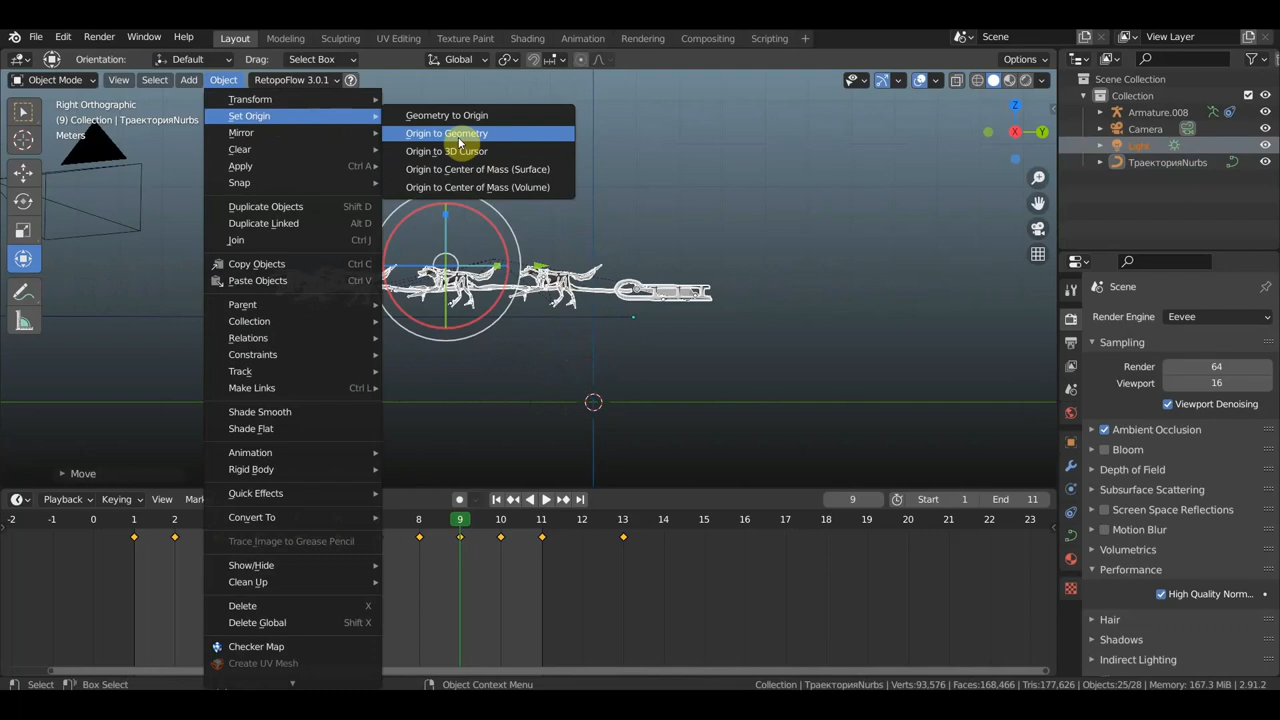 File Edit Render Window Help Layout Modeling Sculpting UV Editing Texture Paint Shading Animation Rendering Compositing Scripting + Scene View Layer
Orientation: Default Drag: Select Box Global Options
Object Mode View Select Add Object RetopoFlow 3.0.1
Right Orthographic
(9) Collection | ТраекторияNurbs
Meters
Transform
Set Origin
Mirror
Clear
Apply Ctrl A
Snap
Duplicate Objects Shift D
Duplicate Linked Alt D
Join Ctrl J
Copy Objects Ctrl C
Paste Objects Ctrl V
Parent
Collection
Relations
Constraints
Track
Make Links Ctrl L
Shade Smooth
Shade Flat
Animation
Rigid Body
Quick Effects
Convert To
Trace Image to Grease Pencil
Show/Hide
Clean Up
Delete X
Delete Global Shift X
Checker Map
Create UV Mesh
Geometry to Origin
Origin to Geometry
Origin to 3D Cursor
Origin to Center of Mass (Surface)
Origin to Center of Mass (Volume)
Z
X
Move
Scene Collection
Collection
Armature.008
Camera
Light
ТраекторияNurbs
Scene
Render Engine Eevee
Sampling
Render 64
Viewport 16
Viewport Denoising
Ambient Occlusion
Bloom
Depth of Field
Subsurface Scattering
Screen Space Reflections
Motion Blur
Volumetrics
Performance
High Quality Norm...
Hair
Shadows
Indirect Lighting
Playback Keying View Mark 9 Start 1 End 11
-2 -1 0 1 2 8 9 10 11 12 13 14 15 16 17 18 19 20 21 22 23
Select Box Select Object Context Menu Collection | ТраекторияNurbs | Verts:93,576 | Faces:168,466 | Tris:177,626 | Objects:25/28 | Memory: 167.3 MiB | 2.91.2